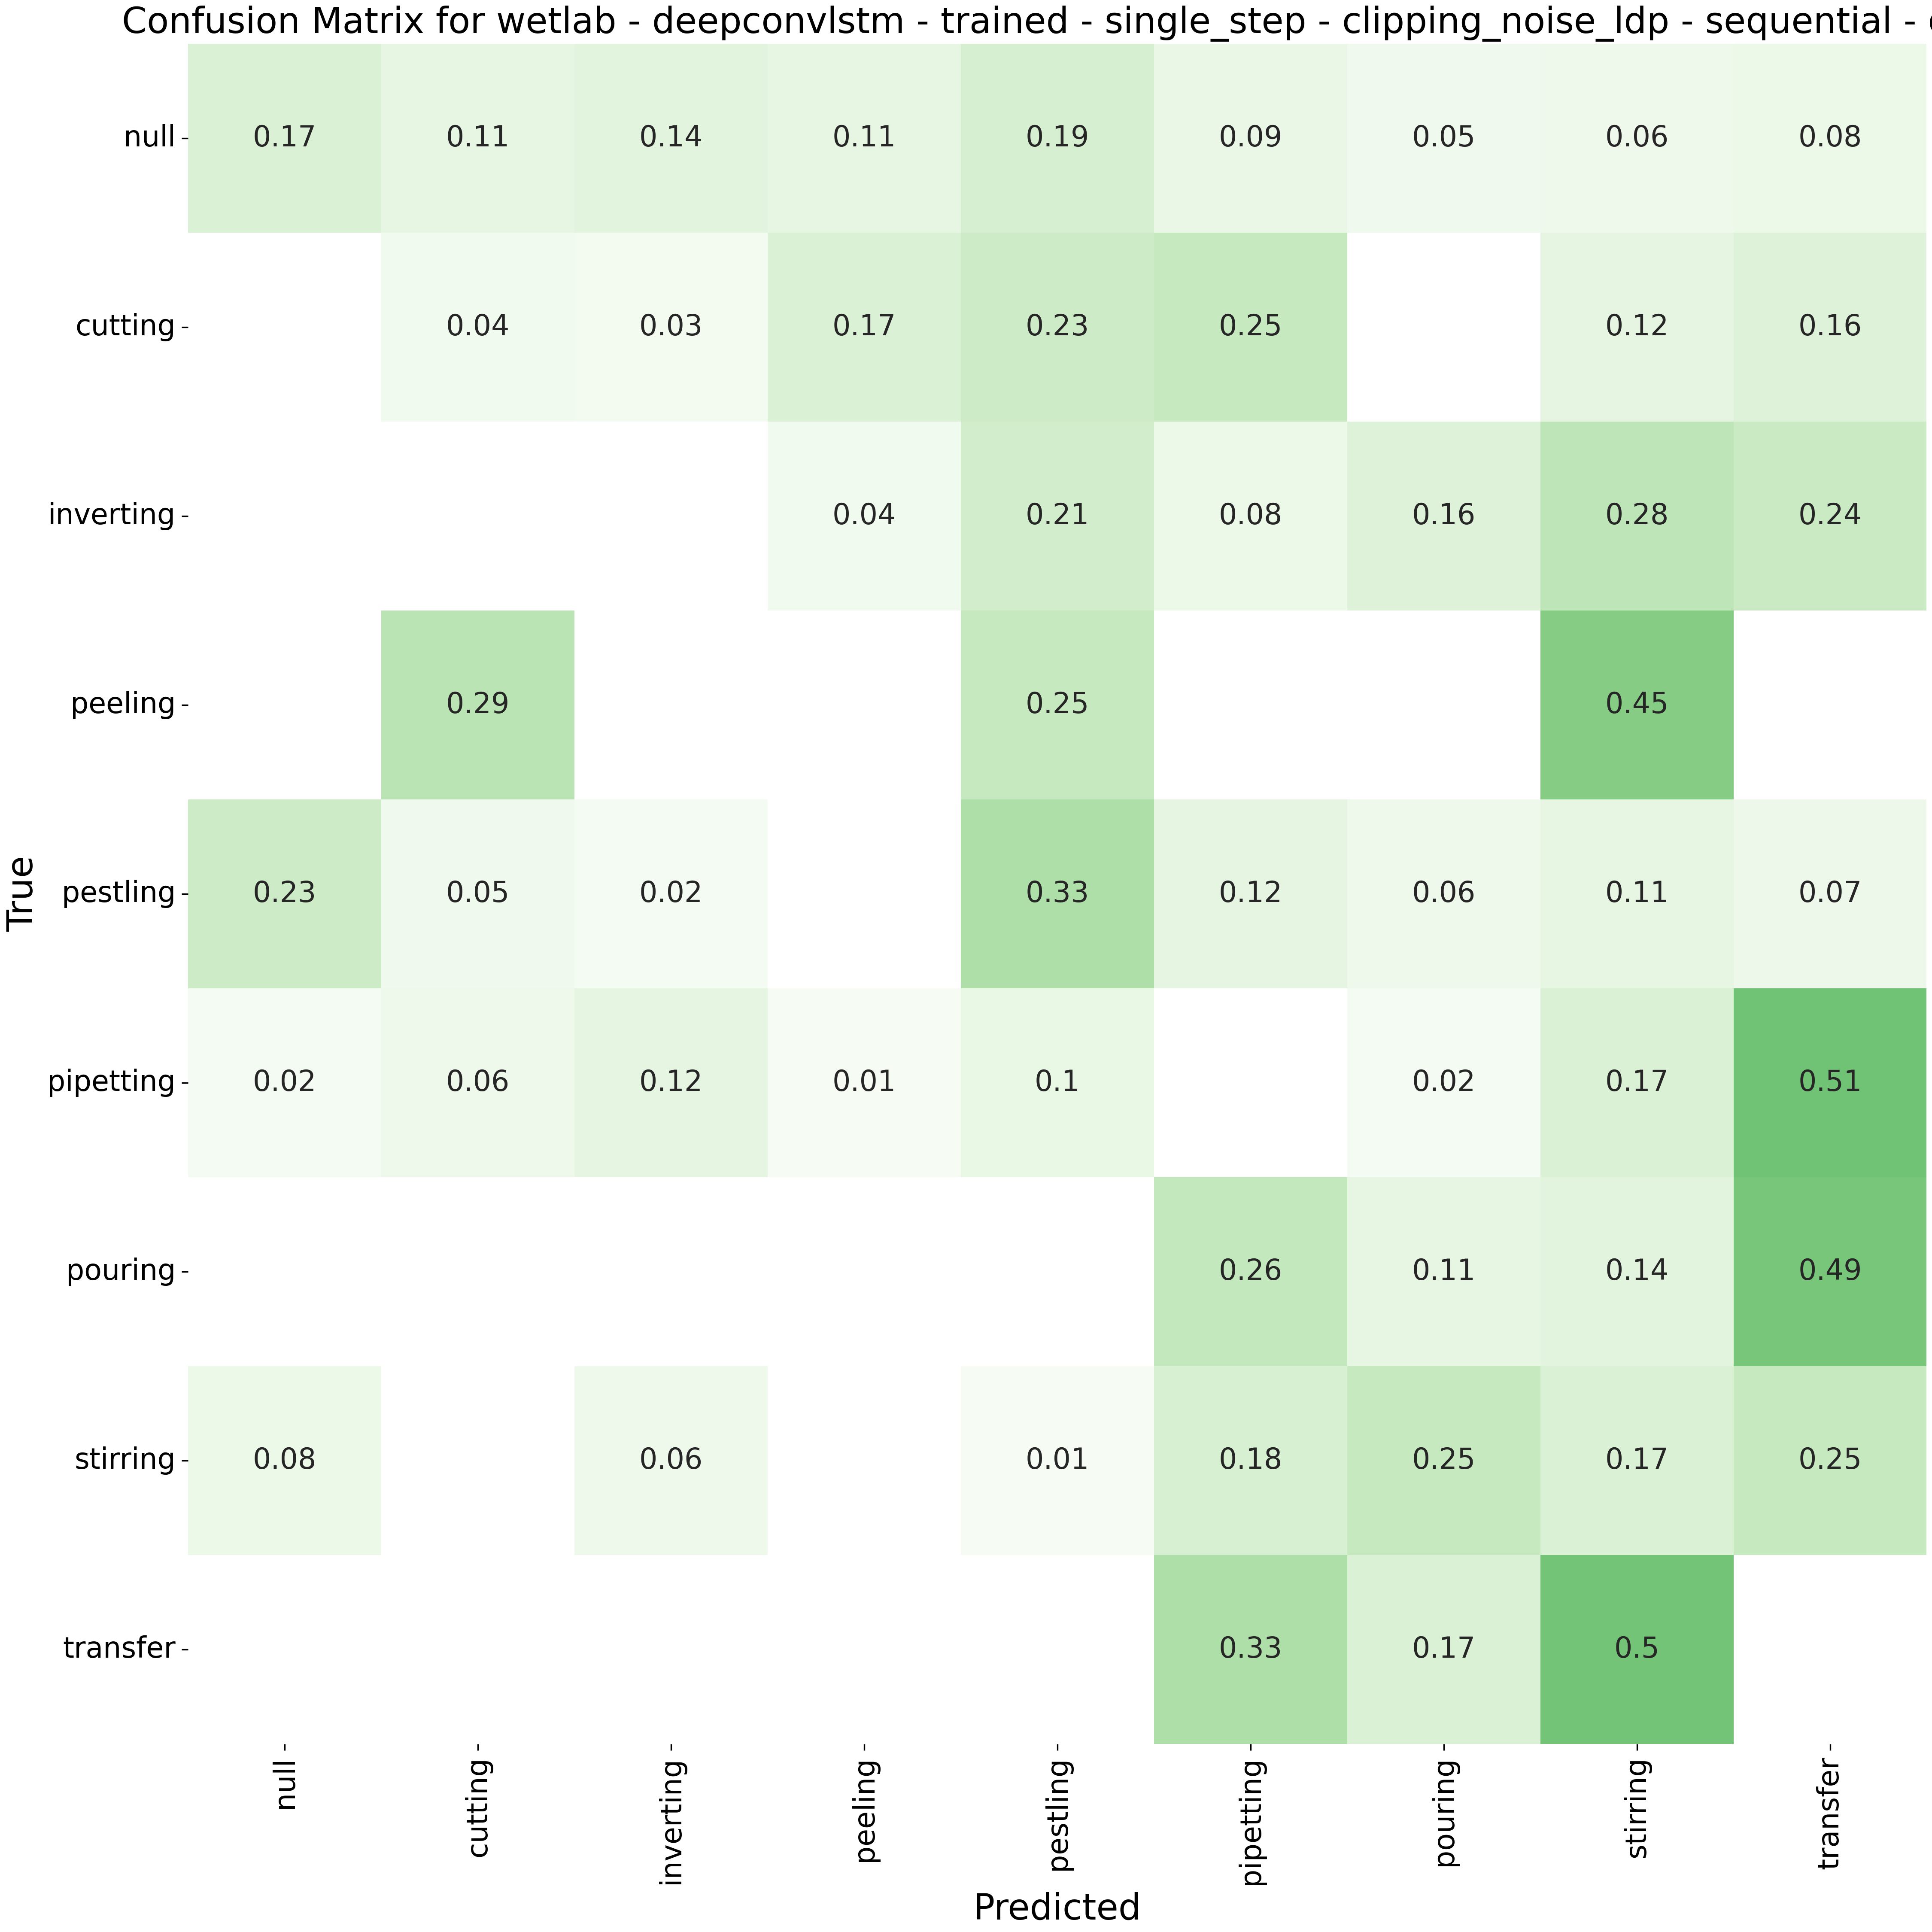 Confusion Matrix for wetlab - deepconvlstm - trained - single_step - clipping_noise_ldp - sequential -
null 0.17 0.11 0.14 0.11 0.19 0.09 0.05 0.06 0.08
cutting 0.04 0.03 0.17 0.23 0.25 0.12 0.16
inverting 0.04 0.21 0.08 0.16 0.28 0.24
peeling 0.29 0.25 0.45
pestling 0.23 0.05 0.02 0.33 0.12 0.06 0.11 0.07
pipetting 0.02 0.06 0.12 0.01 0.1 0.02 0.17 0.51
pouring 0.26 0.11 0.14 0.49
stirring 0.08 0.06 0.01 0.18 0.25 0.17 0.25
transfer 0.33 0.17 0.5
True
null cutting inverting peeling pestling pipetting pouring stirring transfer
Predicted